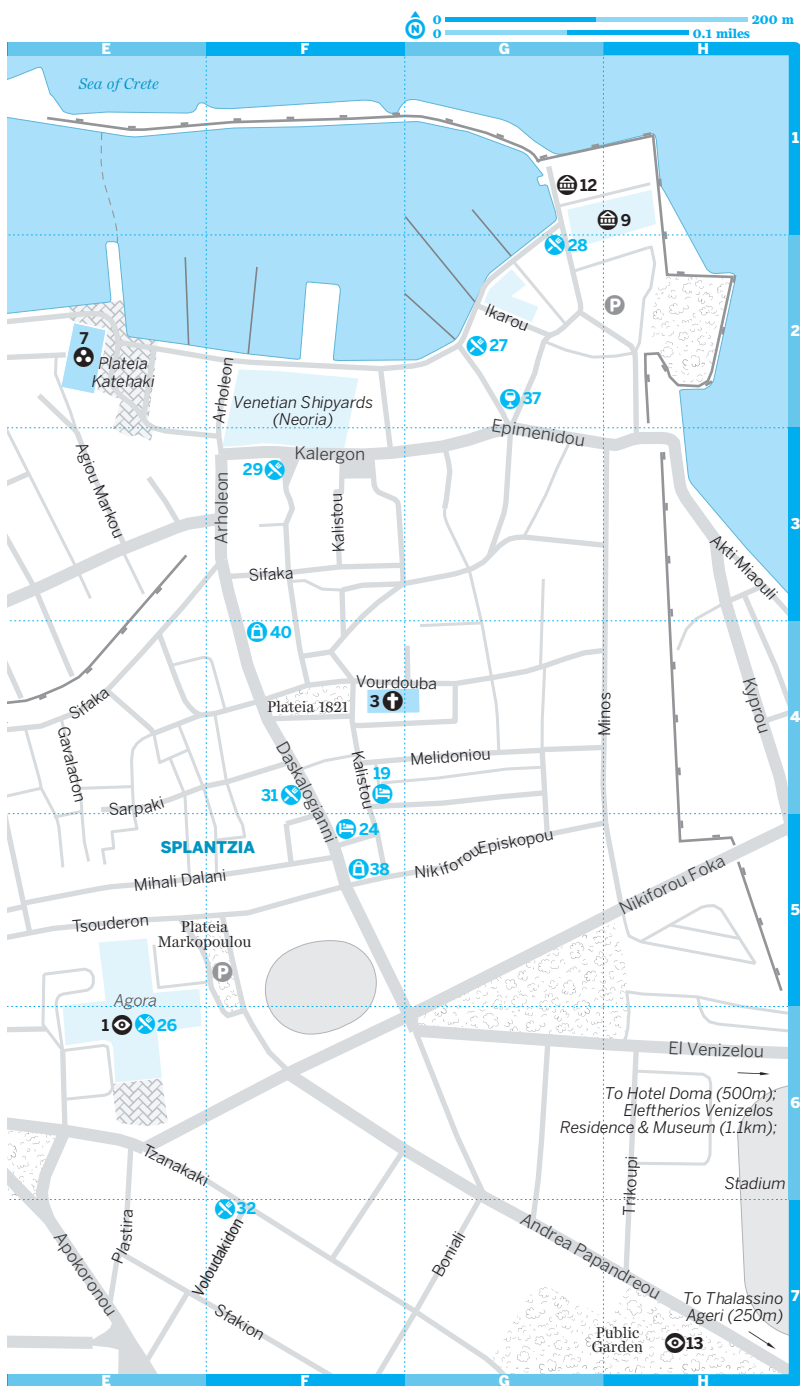 N
0
200 m
0
0.1 miles
E
F
G
H
Sea of Crete
1
12
9
28
P
Ikarou
2
7
27
Plateia
Katehaki
Arholeon
Venetian Shipyards
(Neoria)
37
Epimenidou
Kalergon
Agiou Markou
29
Arholeon
Kalistou
3
Akti Miaouli
Sifaka
40
Vourdouba
3
Plateia 1821
Sifaka
Minos
Kyprou
4
Gavaladon
Daskalogianni
Kalistou
Melidoniou
19
31
Sarpaki
24
SPLANTZIA
38
Nikiforou Episkopou
Mihali Dalani
Nikiforou Foka
5
Tsouderon
Plateia
Markopoulou
P
Agora
1
26
El Venizelou
To Hotel Doma (500m);
Eleftherios Venizelos
Residence & Museum (1.1km);
6
Tzanakaki
Trikoupi
Stadium
32
Plastira
Voloudakidon
Apokoronou
Boniali
Andrea Papandreou
Sfakion
To Thalassino
Ageri (250m)
7
Public
Garden
13
E
F
G
H